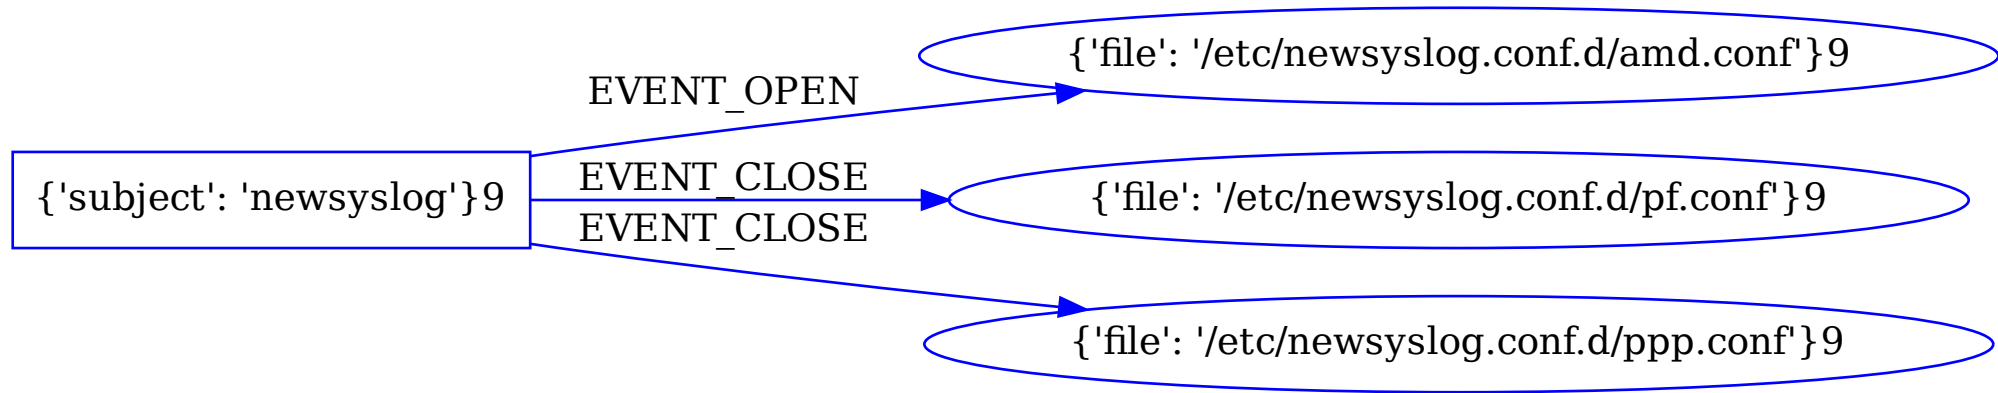 {'file': '/etc/newsyslog.conf.d/amd.conf'}9
EVENT_OPEN
EVENT_CLOSE
{'subject': 'newsyslog'}9
{'file': '/etc/newsyslog.conf.d/pf.conf'}9
EVENT_CLOSE
{'file': '/etc/newsyslog.conf.d/ppp.conf'}9